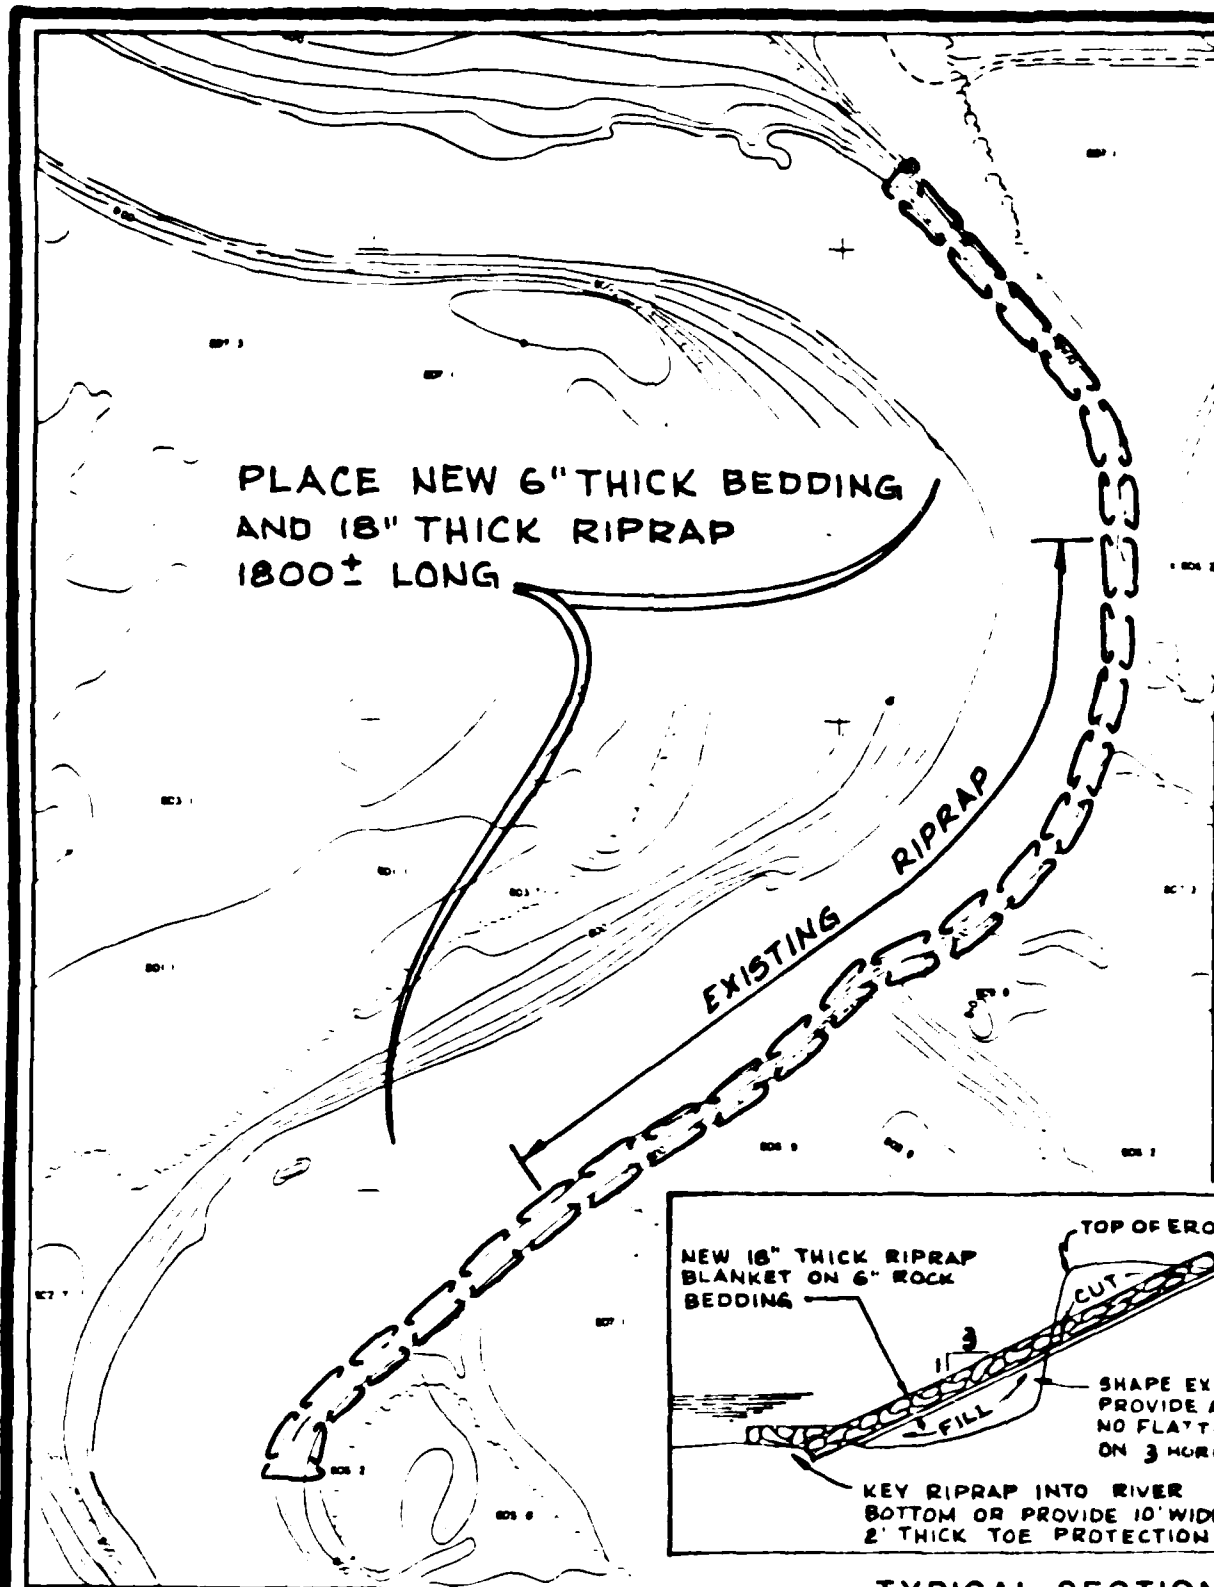 PLACE NEW 6" THICK BEDDING
AND 18" THICK RIPRAP
1800± LONG
EXISTING RIPRAP
TOP OF ERO
NEW 18" THICK RIPRAP
BLANKET ON 6" ROCK
BEDDING
CUT
3
1
FILL
SHAPE EX
PROVIDE A
NO FLATT
ON 3 HORI
KEY RIPRAP INTO RIVER
BOTTOM OR PROVIDE 10' WID
2' THICK TOE PROTECTION
TYPICAL SECTION